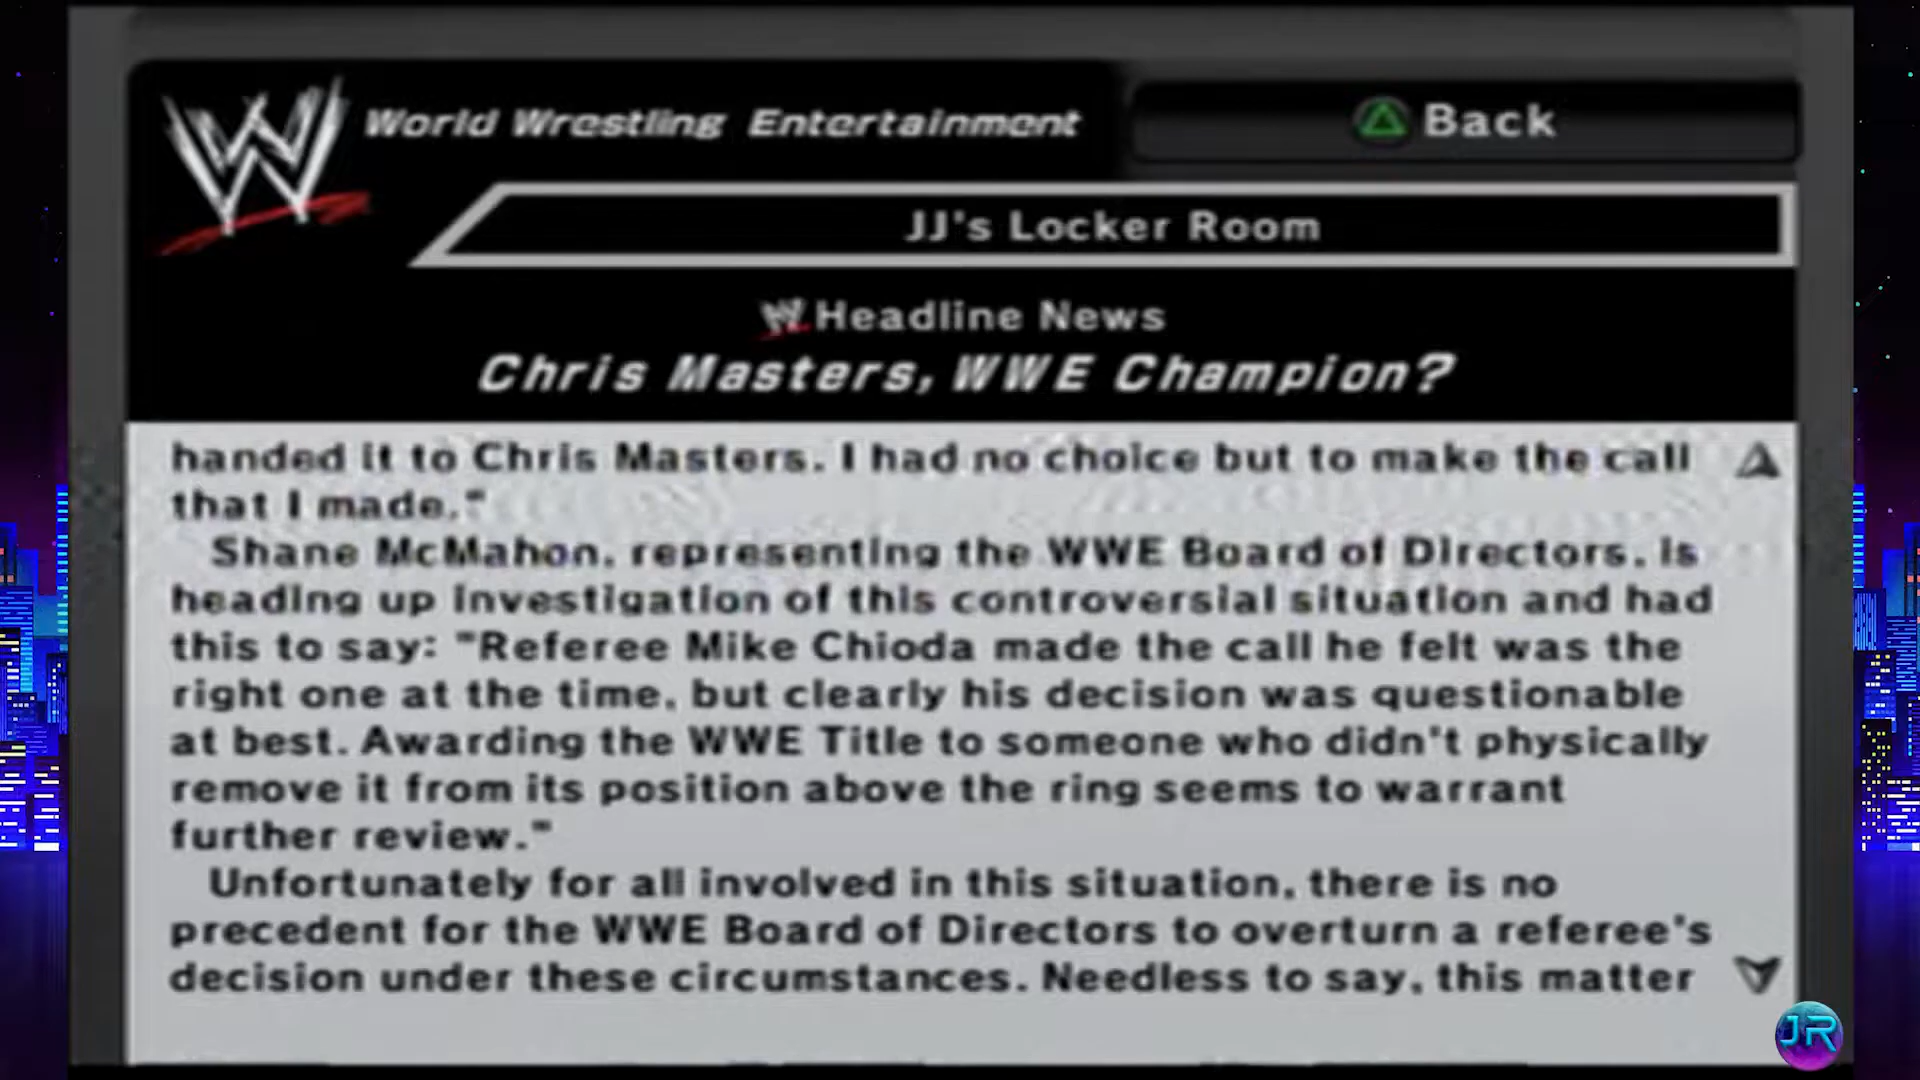 World Wrestling Entertainment
Back
JJ's Locker Room
Headline News
Chris Masters, WWE Champion?
handed it to Chris Masters. I had no choice but to make the call
that I made."
Shane McMahon, representing the WWE Board of Directors, is
heading up investigation of this controversial situation and had
this to say: "Referee Mike Chioda made the call he felt was the
right one at the time, but clearly his decision was questionable
at best. Awarding the WWE Title to someone who didn't physically
remove it from its position above the ring seems to warrant
further review."
Unfortunately for all involved in this situation, there is no
precedent for the WWE Board of Directors to overturn a referee's
decision under these circumstances. Needless to say, this matter
JR